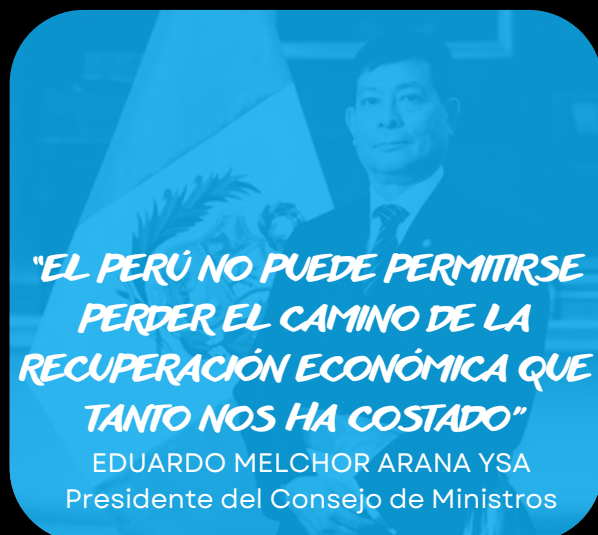 “EL PERÚ NO PUEDE PERMITIRSE
PERDER EL CAMINO DE LA
RECUPERACIÓN ECONÓMICA QUE
TANTO NOS HA COSTADO”
EDUARDO MELCHOR ARANA YSA
Presidente del Consejo de Ministros